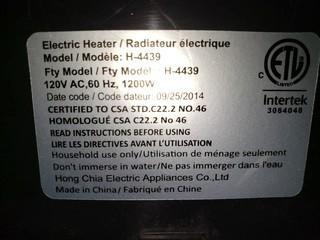 Electric Heater / Radiateur électrique
Model / Modèle: H-4439
Fty Model / Fty Model H-4439
120V AC,60 Hz, 1200W
Date code / Code dateur: 09/25/2014
CERTIFIED TO CSA STD.C22.2 NO.46
HOMOLOGUÉ CSA C22.2 No 46
READ INSTRUCTIONS BEFORE USING
LIRE LES DIRECTIVES AVANT L'UTILISATION
Household use only/Utilisation de ménage seulement
Don't immerse in water/Ne pas immerger dans l'eau
Hong Chia Electric Appliances Co.,Ltd
Made in China/ Fabriqué en Chine
C
ETL
Intertek
3084048